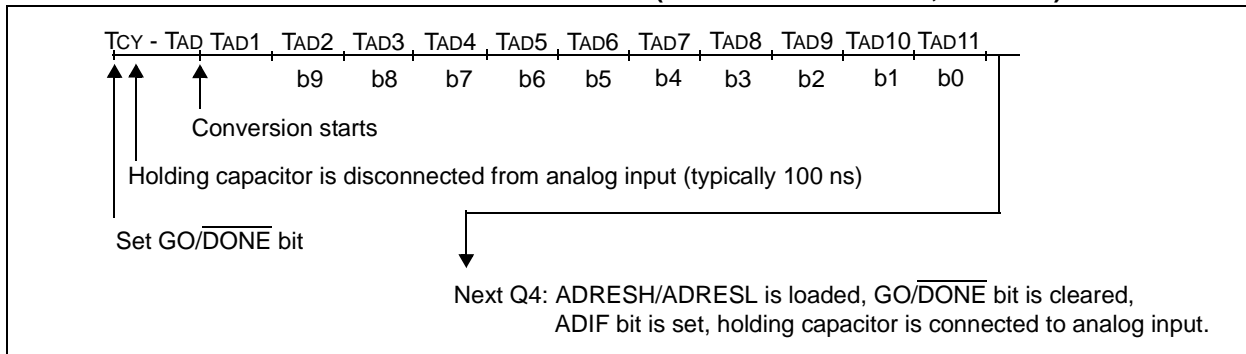 TCY - TAD TAD1 TAD2 TAD3 TAD4 TAD5 TAD6 TAD7 TAD8 TAD9 TAD10 TAD11
b9 b8 b7 b6 b5 b4 b3 b2 b1 b0
Conversion starts
Holding capacitor is disconnected from analog input (typically 100 ns)
Set GO/DONE bit
Next Q4: ADRESH/ADRESL is loaded, GO/DONE bit is cleared,
ADIF bit is set, holding capacitor is connected to analog input.